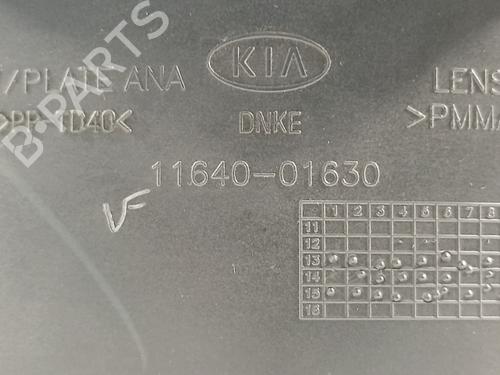 B-PARTS
KIA
/PLATE ANA
LENS
>PP-TD40<
DNKE
>PMMA
11640-01630
VF
1 2 3 4 5 6 7 8
11
12
13
14
15
16